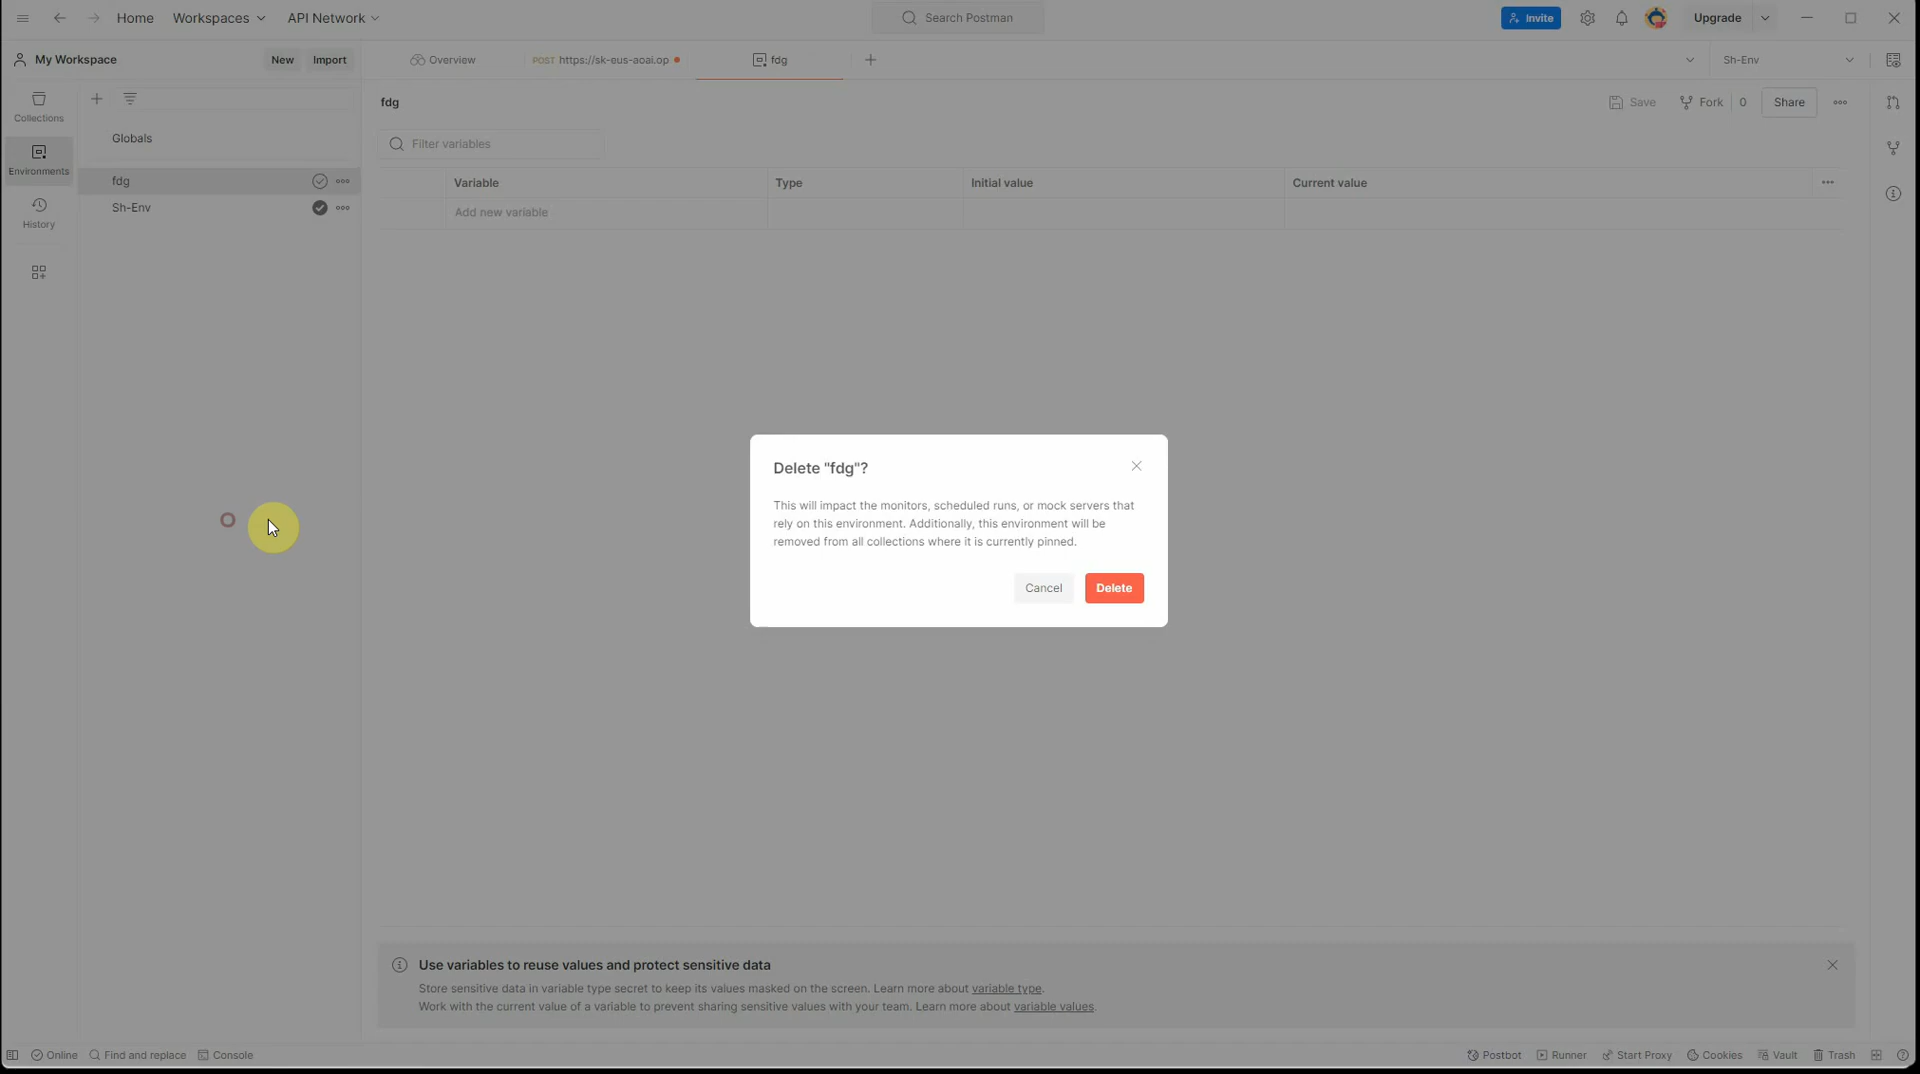 Home Workspaces API Network Search Postman Invite Upgrade
My Workspace New Import Overview POST https://sk-eus-aoai.op fdg Sh-Env
Collections
fdg Save Fork 0 Share
Globals
Filter variables
Environments
fdg
Variable Type Initial value Current value
Sh-Env
Add new variable
History
Delete "fdg"?
This will impact the monitors, scheduled runs, or mock servers that
rely on this environment. Additionally, this environment will be
removed from all collections where it is currently pinned.
Cancel Delete
Use variables to reuse values and protect sensitive data
Store sensitive data in variable type secret to keep its values masked on the screen. Learn more about variable type.
Work with the current value of a variable to prevent sharing sensitive values with your team. Learn more about variable values.
Online Find and replace Console Postbot Runner Start Proxy Cookies Vault Trash